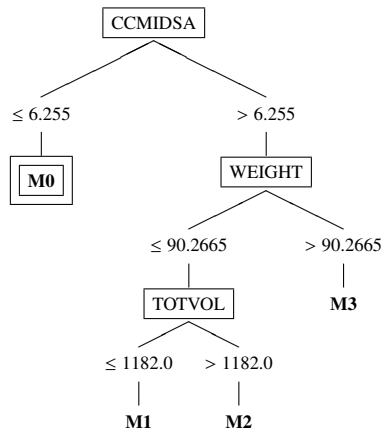 CCMIDSA
≤ 6.255 > 6.255
M0 WEIGHT
≤ 90.2665 > 90.2665
TOTVOL M3
≤ 1182.0 > 1182.0
M1 M2